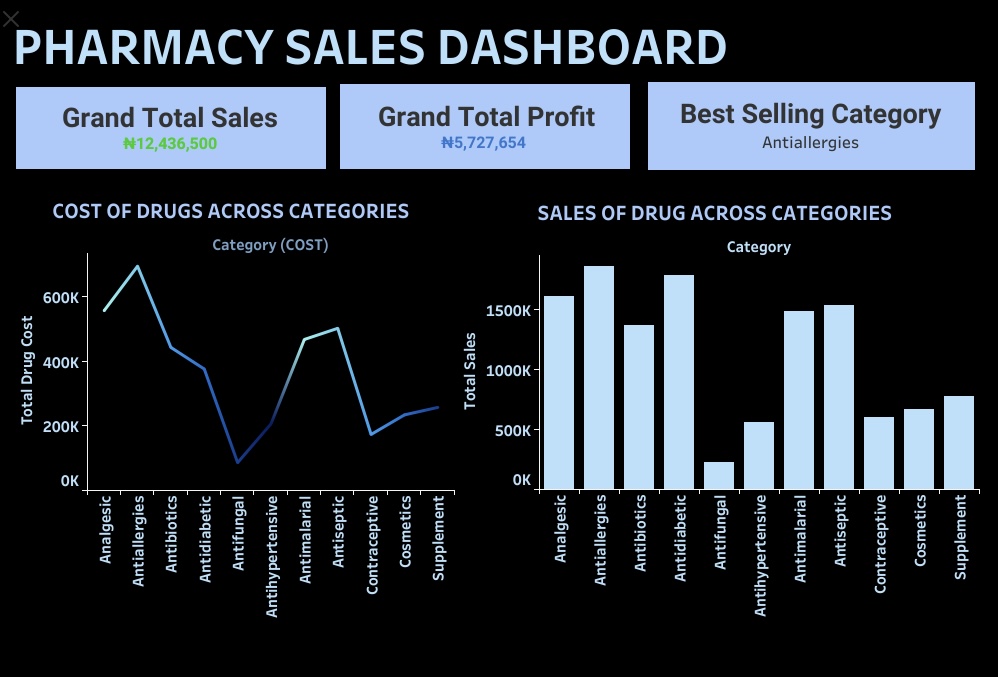 PHARMACY SALES DASHBOARD
Grand Total Sales
₦12,436,500
Grand Total Profit
₦5,727,654
Best Selling Category
Antiallergies
COST OF DRUGS ACROSS CATEGORIES
Category (COST)
Total Drug Cost
600K
400K
200K
0K
Analgesic
Antiallergies
Antibiotics
Antidiabetic
Antifungal
Antihypertensive
Antimalarial
Antiseptic
Contraceptive
Cosmetics
Supplement
SALES OF DRUG ACROSS CATEGORIES
Category
Total Sales
1500K
1000K
500K
0K
Analgesic
Antiallergies
Antibiotics
Antidiabetic
Antifungal
Antihypertensive
Antimalarial
Antiseptic
Contraceptive
Cosmetics
Supplement